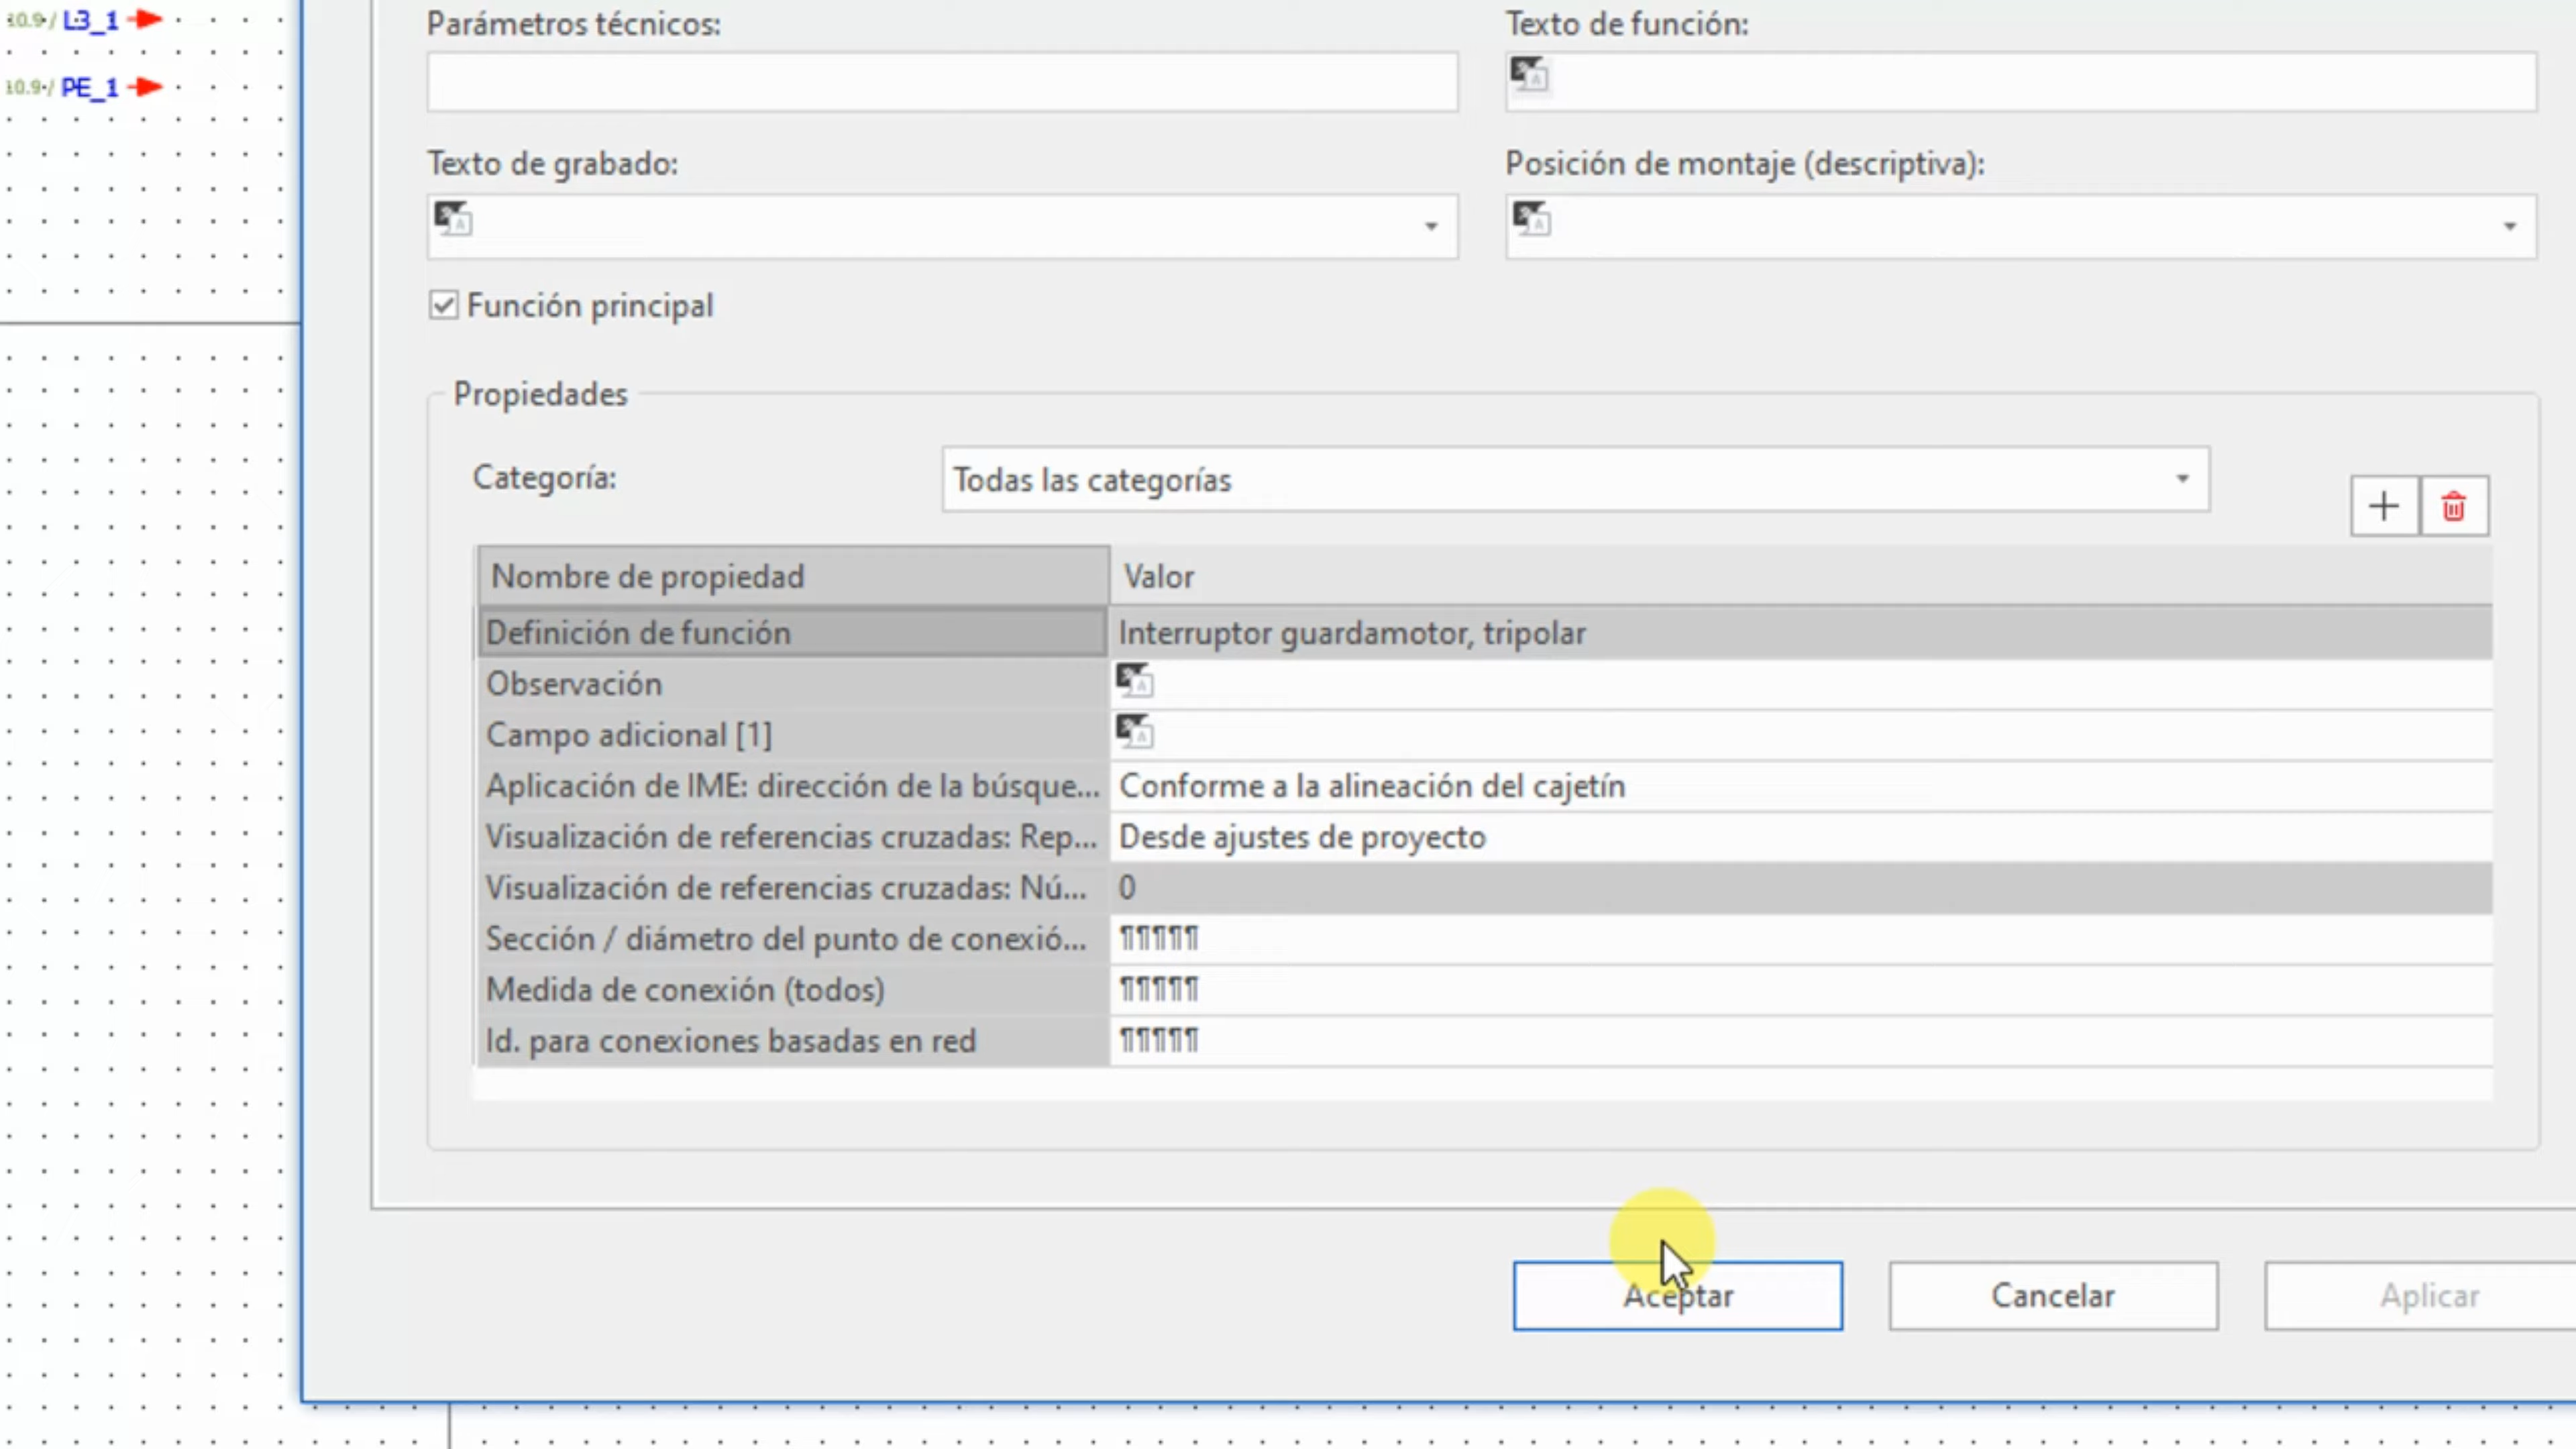 L3_1
PE_1
Parámetros técnicos:
Texto de función:
Texto de grabado:
Posición de montaje (descriptiva):
Función principal
Propiedades
Categoría:
Todas las categorías
Nombre de propiedad
Valor
Definición de función
Interruptor guardamotor, tripolar
Observación
Campo adicional [1]
Aplicación de IME: dirección de la búsque...
Conforme a la alineación del cajetín
Visualización de referencias cruzadas: Rep...
Desde ajustes de proyecto
Visualización de referencias cruzadas: Nú...
0
Sección / diámetro del punto de conexió...
¶¶¶¶¶
Medida de conexión (todos)
¶¶¶¶¶
Id. para conexiones basadas en red
¶¶¶¶¶
Aceptar
Cancelar
Aplicar